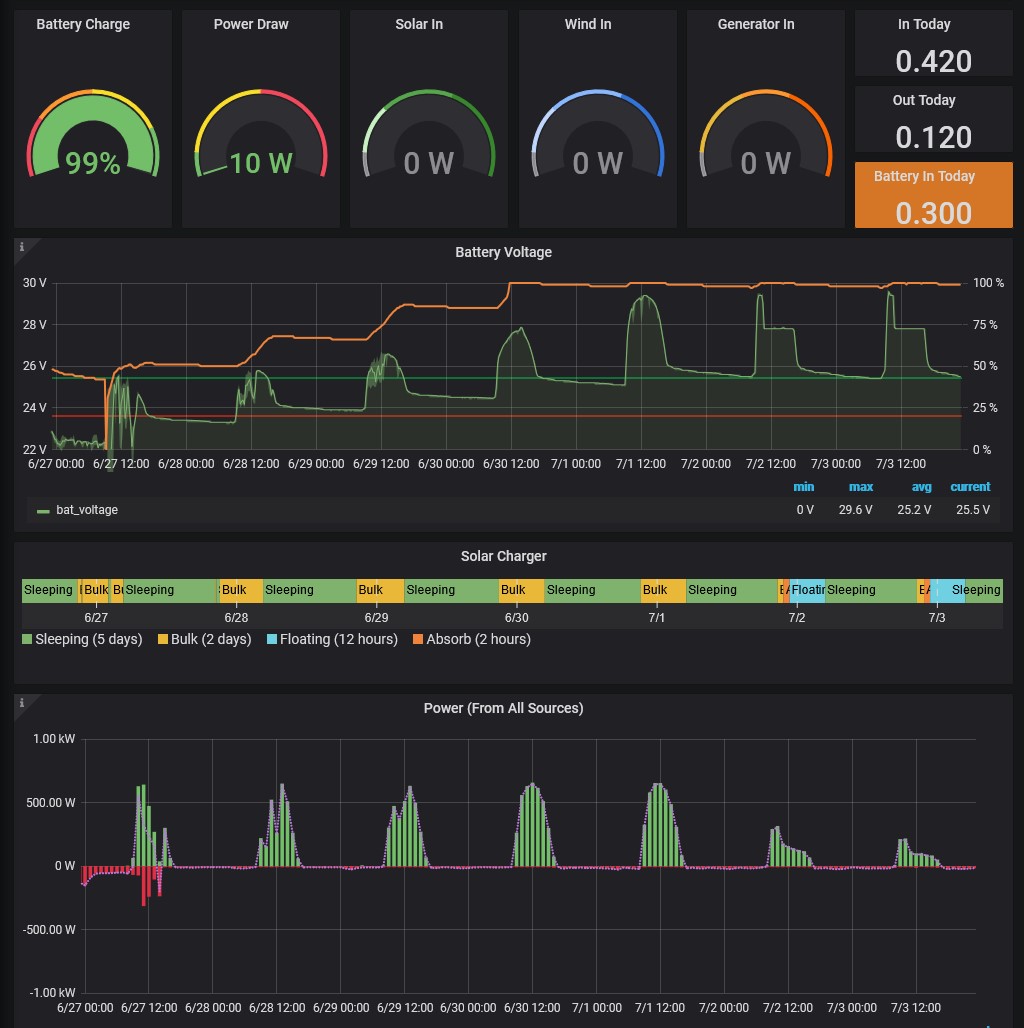 Battery Charge Power Draw Solar In Wind In Generator In In Today
0.420
Out Today
0.120
99% 10 W 0 W 0 W 0 W
Battery In Today
0.300
i
Battery Voltage
30 V 100 %
28 V 75 %
26 V 50 %
24 V 25 %
22 V 0 %
6/27 00:00 6/27 12:00 6/28 00:00 6/28 12:00 6/29 00:00 6/29 12:00 6/30 00:00 6/30 12:00 7/1 00:00 7/1 12:00 7/2 00:00 7/2 12:00 7/3 00:00 7/3 12:00
min max avg current
bat_voltage 0 V 29.6 V 25.2 V 25.5 V
Solar Charger
Sleeping Bulk Sleeping Bulk Sleeping Bulk Sleeping Bulk Sleeping Bulk Sleeping Floatin Sleeping Sleeping
6/27 6/28 6/29 6/30 7/1 7/2 7/3
Sleeping (5 days) Bulk (2 days) Floating (12 hours) Absorb (2 hours)
i
Power (From All Sources)
1.00 kW
500.00 W
0 W
-500.00 W
-1.00 kW
6/27 00:00 6/27 12:00 6/28 00:00 6/28 12:00 6/29 00:00 6/29 12:00 6/30 00:00 6/30 12:00 7/1 00:00 7/1 12:00 7/2 00:00 7/2 12:00 7/3 00:00 7/3 12:00